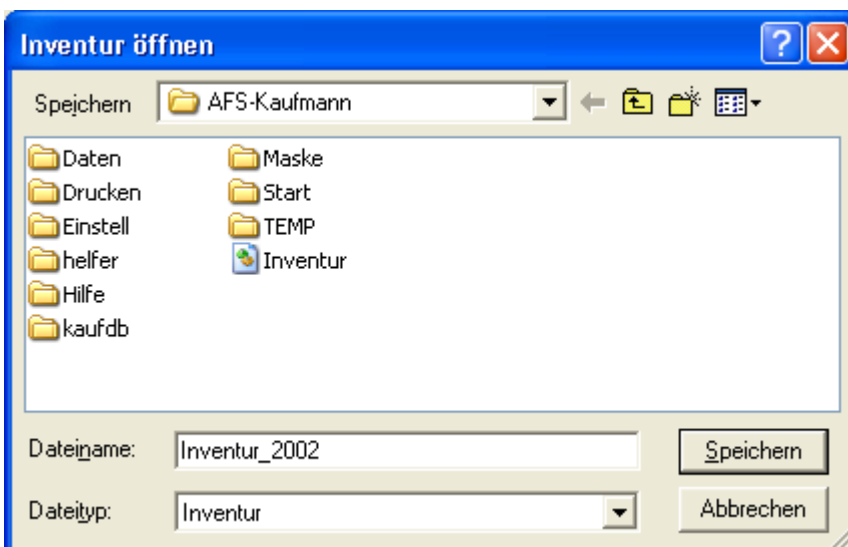 Inventur öffnen
Speichern AFS-Kaufmann
Daten Maske
Drucken Start
Einstell TEMP
helfer Inventur
Hilfe
kaufdb
Dateiname: Inventur_2002 Speichern
Dateityp: Inventur Abbrechen